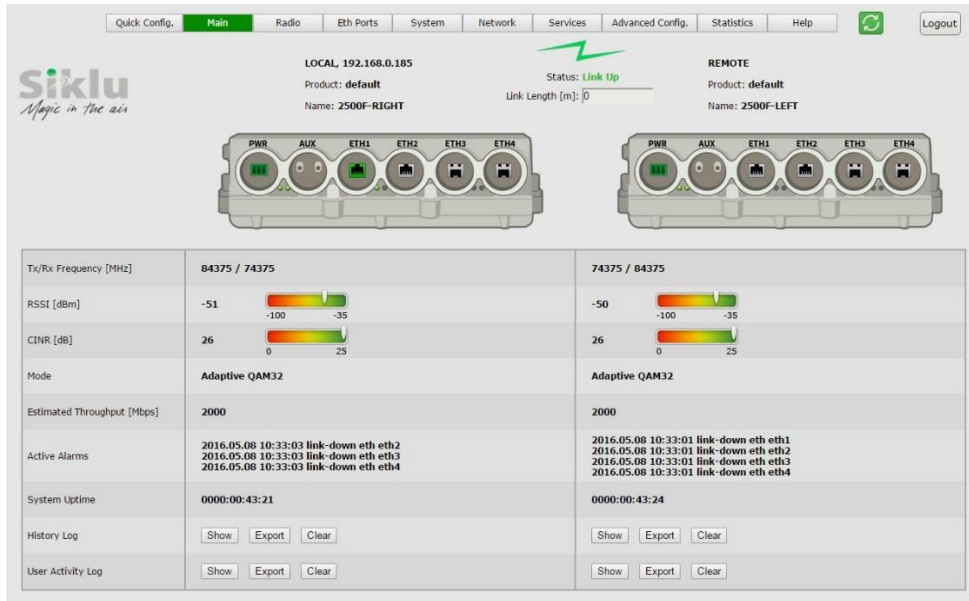 Quick Config. Main Radio Eth Ports System Network Services Advanced Config. Statistics Help Logout
Siklu
Magic in the air
LOCAL, 192.168.0.185
Product: default
Name: 2500F-RIGHT
Status: Link Up
Link Length [m]: 0
REMOTE
Product: default
Name: 2500F-LEFT
PWR AUX ETH1 ETH2 ETH3 ETH4
PWR AUX ETH1 ETH2 ETH3 ETH4
Tx/Rx Frequency [MHz] 84375 / 74375 74375 / 84375
RSSI [dBm] -51 -100 -35 -50 -100 -35
CINR [dB] 26 0 25 26 0 25
Mode Adaptive QAM32 Adaptive QAM32
Estimated Throughput [Mbps] 2000 2000
Active Alarms
2016.05.08 10:33:03 link-down eth eth2
2016.05.08 10:33:03 link-down eth eth3
2016.05.08 10:33:03 link-down eth eth4
2016.05.08 10:33:01 link-down eth eth1
2016.05.08 10:33:01 link-down eth eth2
2016.05.08 10:33:01 link-down eth eth3
2016.05.08 10:33:01 link-down eth eth4
System Uptime 0000:00:43:21 0000:00:43:24
History Log Show Export Clear Show Export Clear
User Activity Log Show Export Clear Show Export Clear